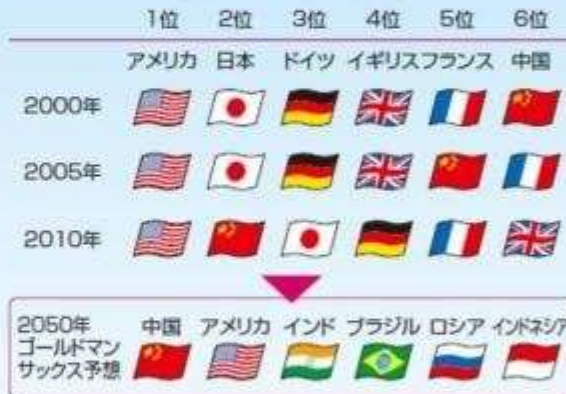 1位 2位 3位 4位 5位 6位
アメリカ 日本 ドイツ イギリス フランス 中国
2000年
2005年
2010年
2050年 中国 アメリカ インド ブラジル ロシア インドネシア
ゴールドマン
サックス予想